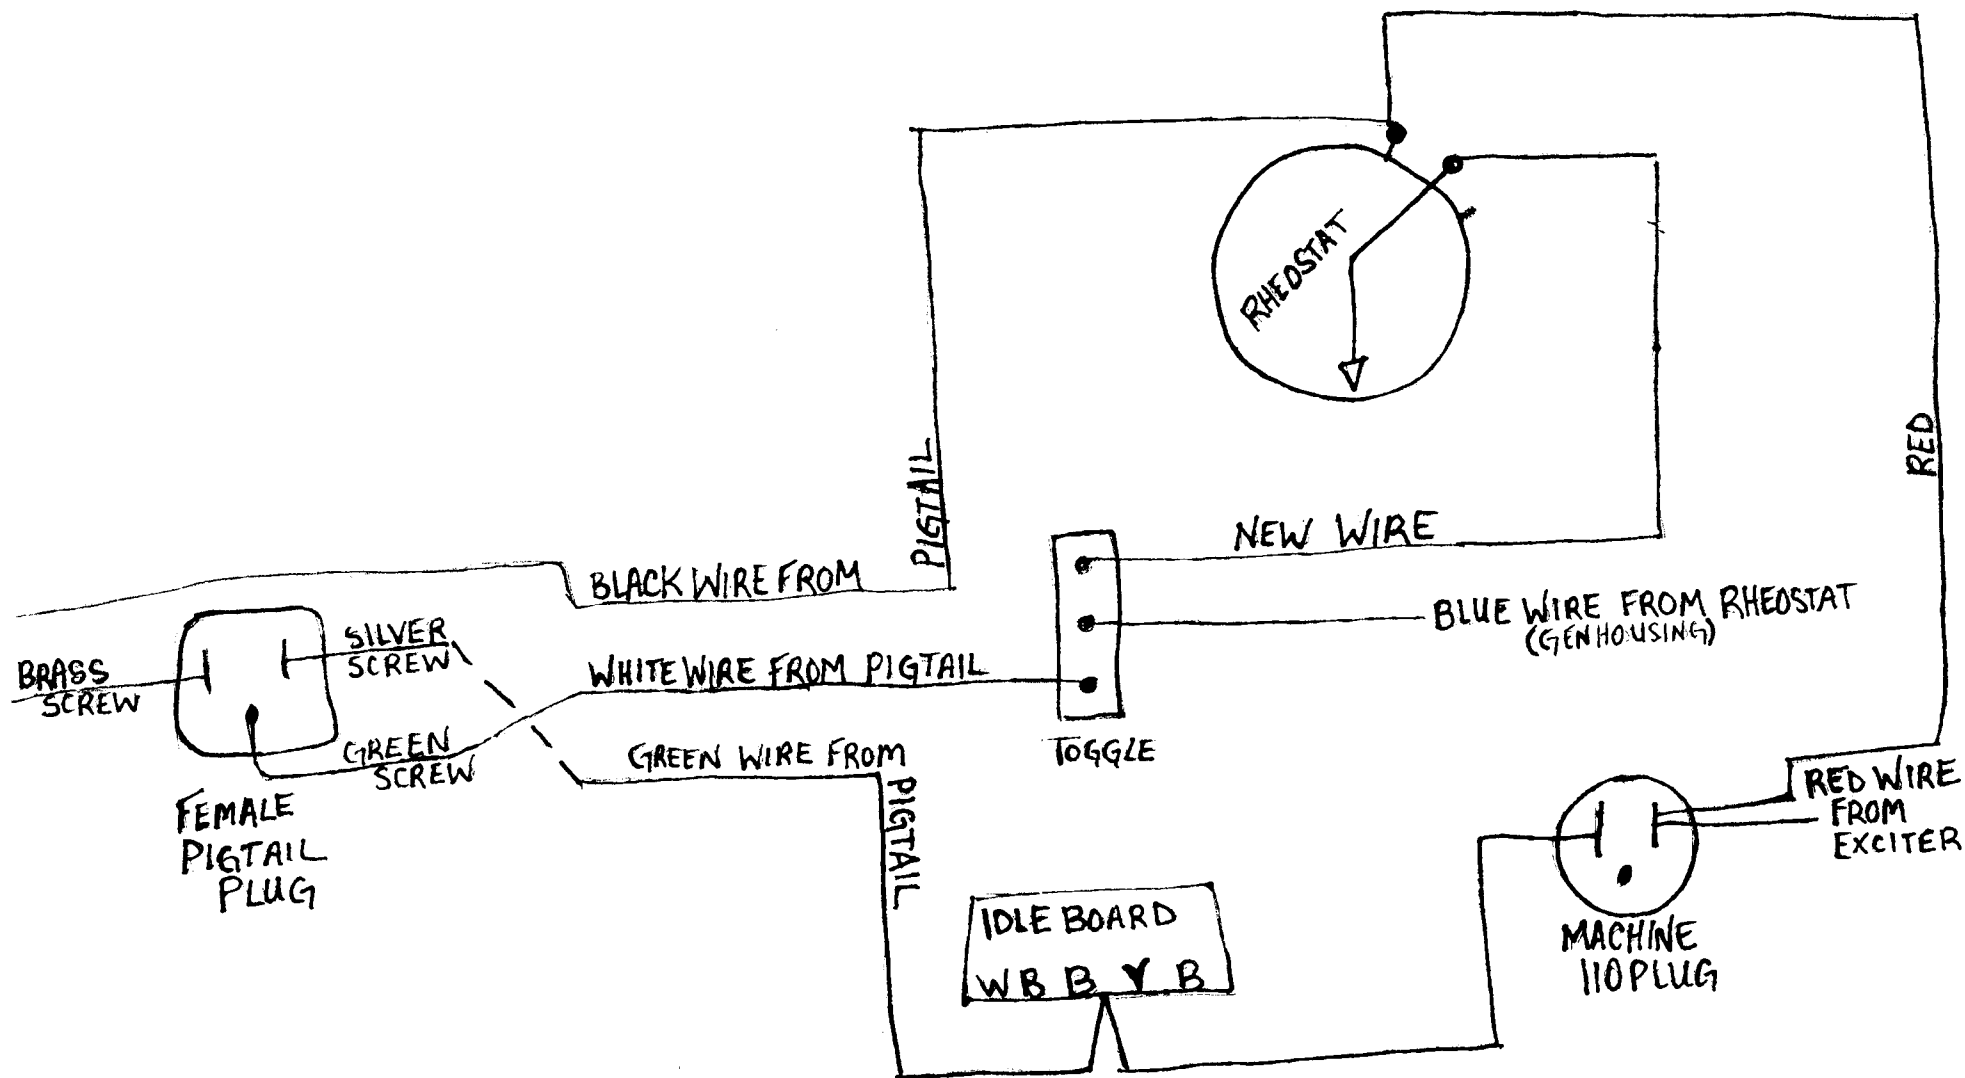 RHEOSTAT
RED
PIGTAIL
NEW WIRE
BLACK WIRE FROM
BLUE WIRE FROM RHEOSTAT
(GEN HOUSING)
SILVER
SCREW
BRASS
SCREW
WHITE WIRE FROM PIGTAIL
GREEN
SCREW
GREEN WIRE FROM
PIGTAIL
TOGGLE
FEMALE
PIGTAIL
PLUG
RED WIRE
FROM
EXCITER
IDLE BOARD
W B B Y B
MACHINE
110 PLUG